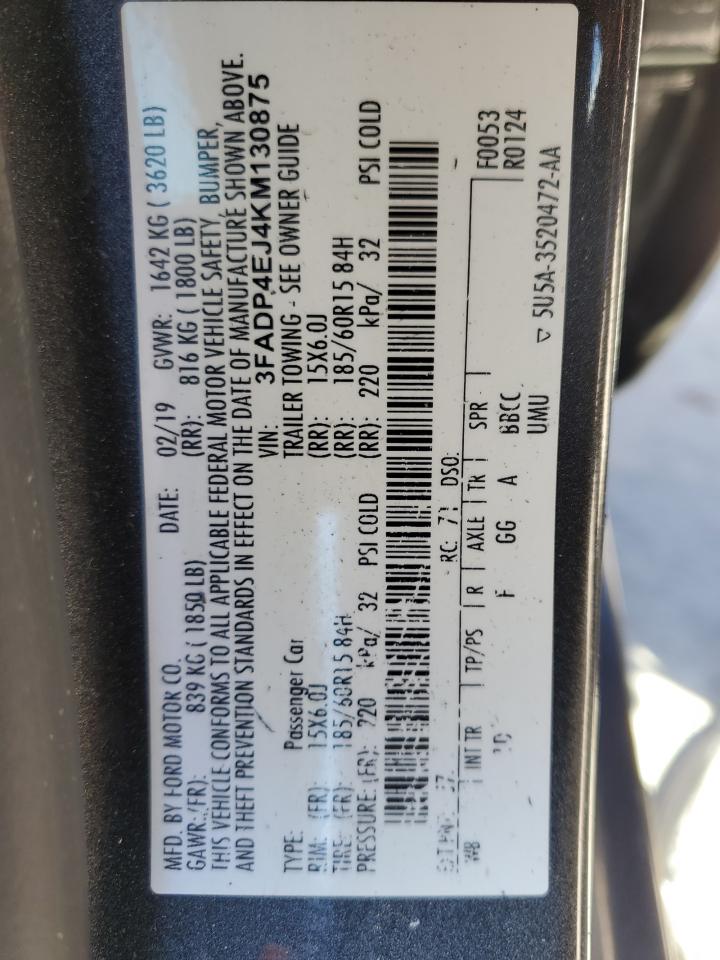 MFD. BY FORD MOTOR CO. DATE: 02/19 GVWR: 1642 KG ( 3620 LB)
GAWR: (FR): 839 KG ( 1850 LB) (RR): 816 KG ( 1800 LB)
THIS VEHICLE CONFORMS TO ALL APPLICABLE FEDERAL MOTOR VEHICLE SAFETY, BUMPER,
AND THEFT PREVENTION STANDARDS IN EFFECT ON THE DATE OF MANUFACTURE SHOWN ABOVE.
VIN: 3FADP4EJ4KM130875
TYPE: Passenger Car TRAILER TOWING - SEE OWNER GUIDE
RIM: (FR) 15X6.0J (RR): 15X6.0J
TIRE: (FR): 185/60R15 84H (RR): 185/60R15 84H
PRESSURE: (FR): 220 kPa/ 32 PSI COLD (RR): 220 kPa/ 32 PSI COLD
RC: 71 DSO:
WB INT TR TP/PS R AXLE TR SPR F0053
F GG A BBCC R0124
UMU
▽ 5U5A-3520472-AA